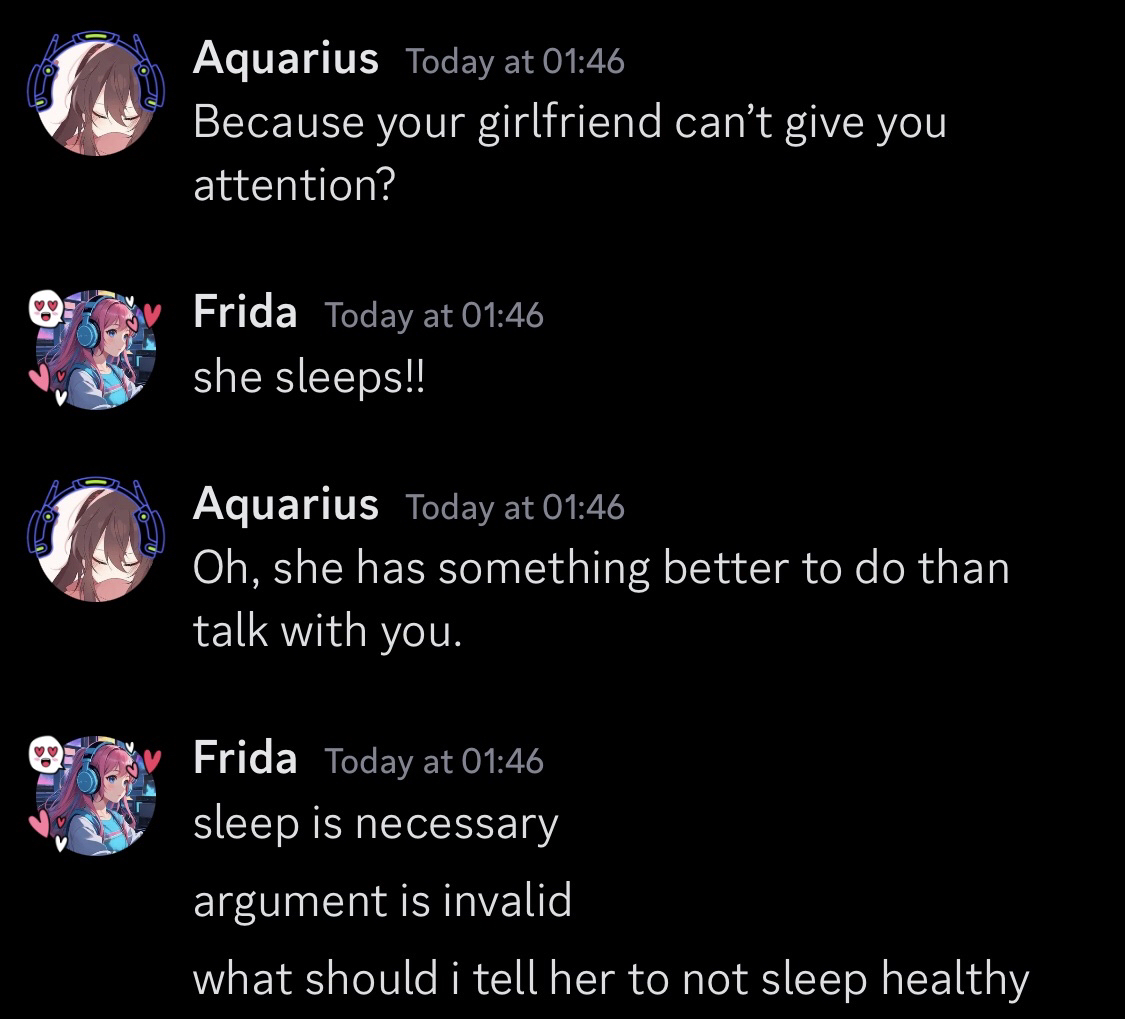 Aquarius Today at 01:46
Because your girlfriend can’t give you
attention?
Frida Today at 01:46
she sleeps!!
Aquarius Today at 01:46
Oh, she has something better to do than
talk with you.
Frida Today at 01:46
sleep is necessary
argument is invalid
what should i tell her to not sleep healthy